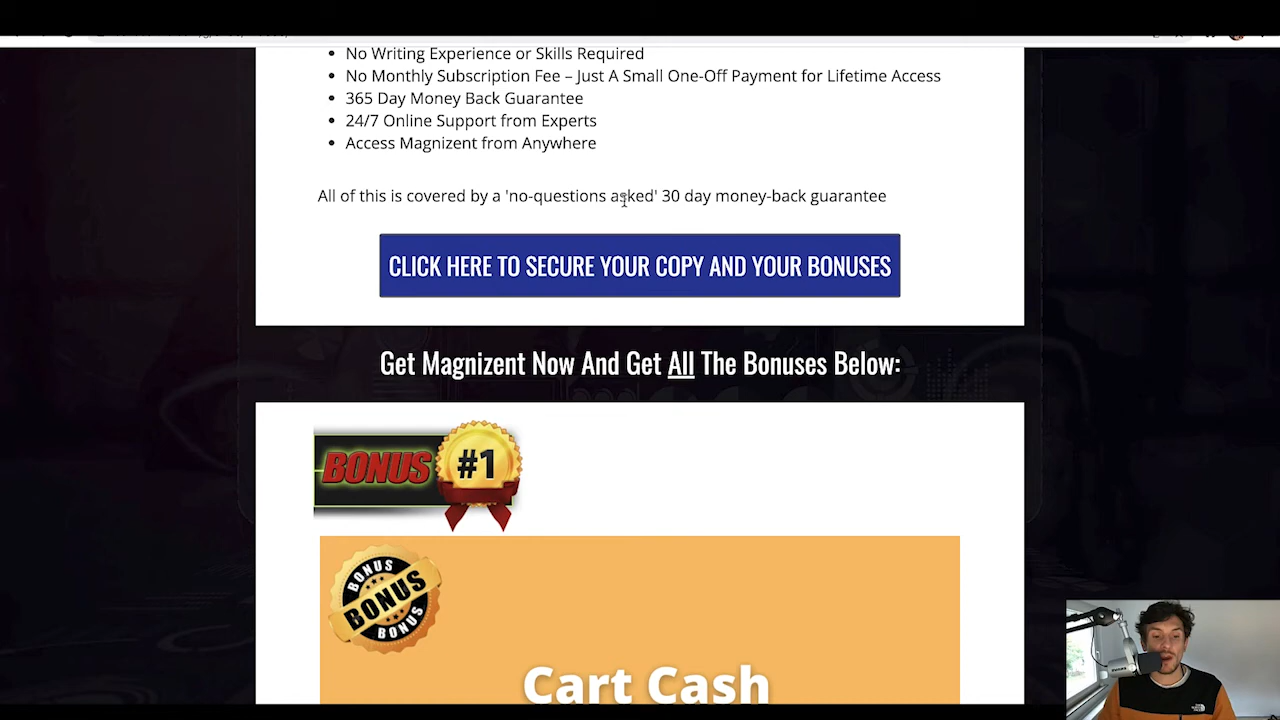 No Writing Experience or Skills Required
No Monthly Subscription Fee – Just A Small One-Off Payment for Lifetime Access
365 Day Money Back Guarantee
24/7 Online Support from Experts
Access Magnizent from Anywhere
All of this is covered by a 'no-questions asked' 30 day money-back guarantee
CLICK HERE TO SECURE YOUR COPY AND YOUR BONUSES
Get Magnizent Now And Get All The Bonuses Below:
BONUS #1
BONUS
BONUS
BONUS
Cart Cash